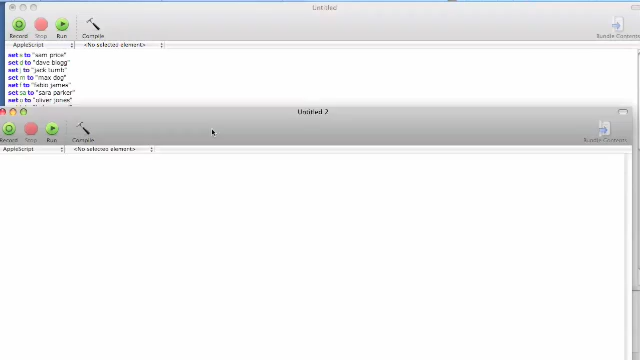 Untitled
Record Stop Run Compile Bundle Contents
AppleScript <No selected element>
set s to "sam price"
set d to "dave blogg"
set j to "jack lumb"
set m to "max dog"
set f to "fabio james"
set sa to "sara parker"
set o to "oliver jones"
Untitled 2
Record Stop Run Compile Bundle Contents
AppleScript <No selected element>